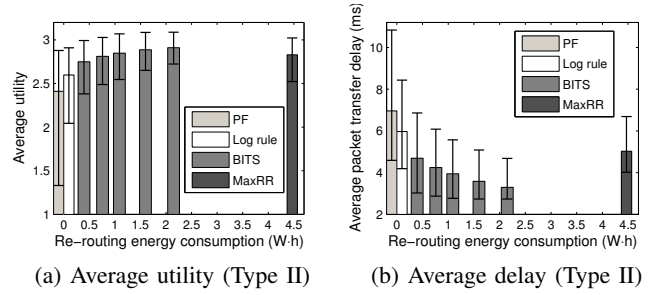 Average utility
3
2.5
2
1.5
1
PF
Log rule
BITS
MaxRR
0 0.5 1 1.5 2 2.5 3 3.5 4 4.5
Re−routing energy consumption (W·h)
(a) Average utility (Type II)
Average packet transfer delay (ms)
10
8
6
4
2
PF
Log rule
BITS
MaxRR
0 0.5 1 1.5 2 2.5 3 3.5 4 4.5
Re−routing energy consumption (W·h)
(b) Average delay (Type II)